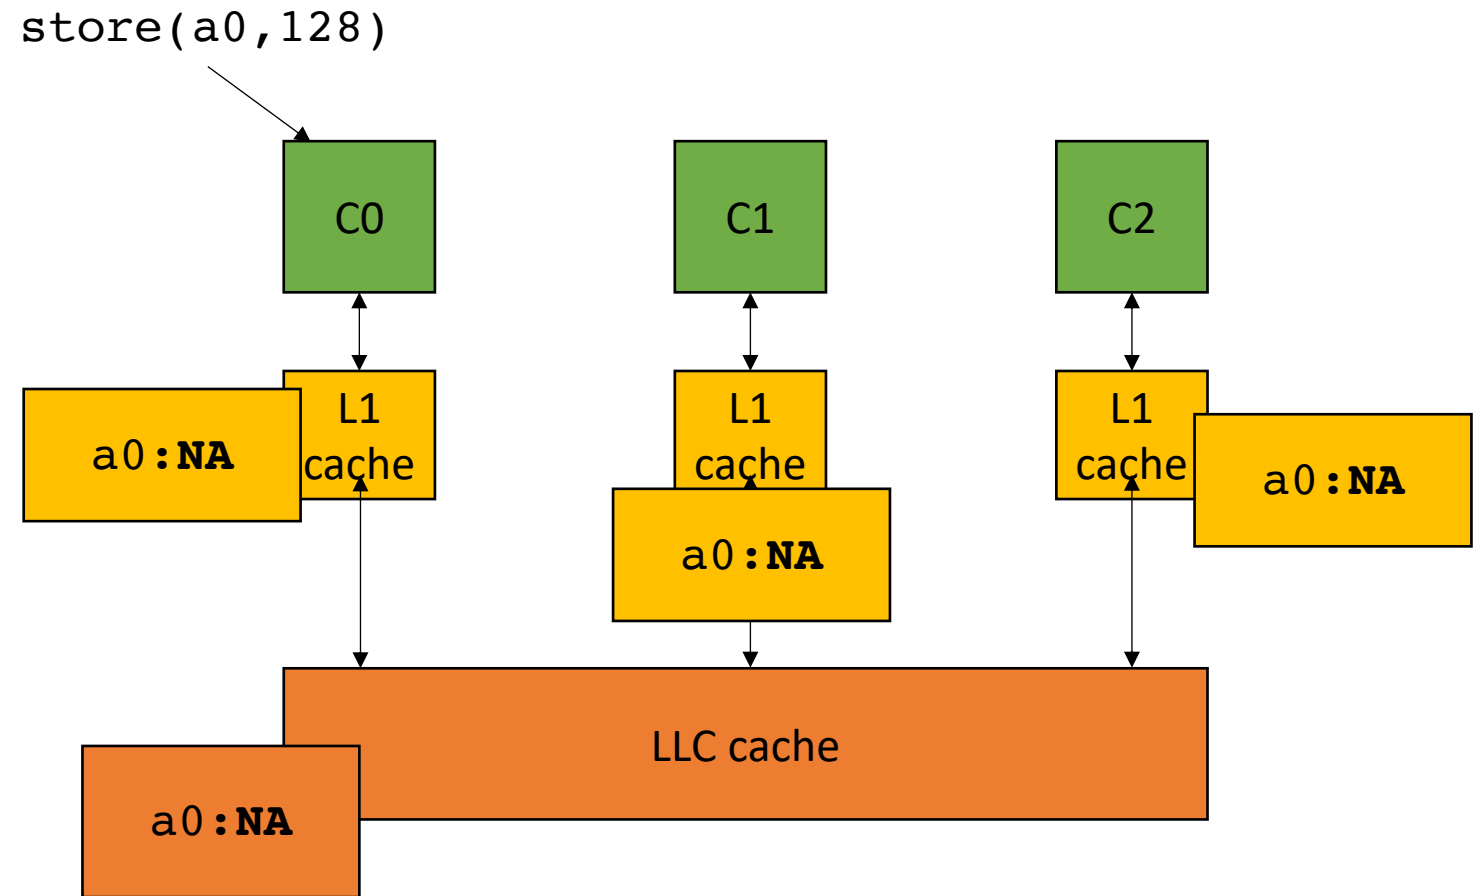 store(a0,128)
C0
C1
C2
L1
cache
L1
cache
L1
cache
a0:NA
a0:NA
a0:NA
LLC cache
a0:NA